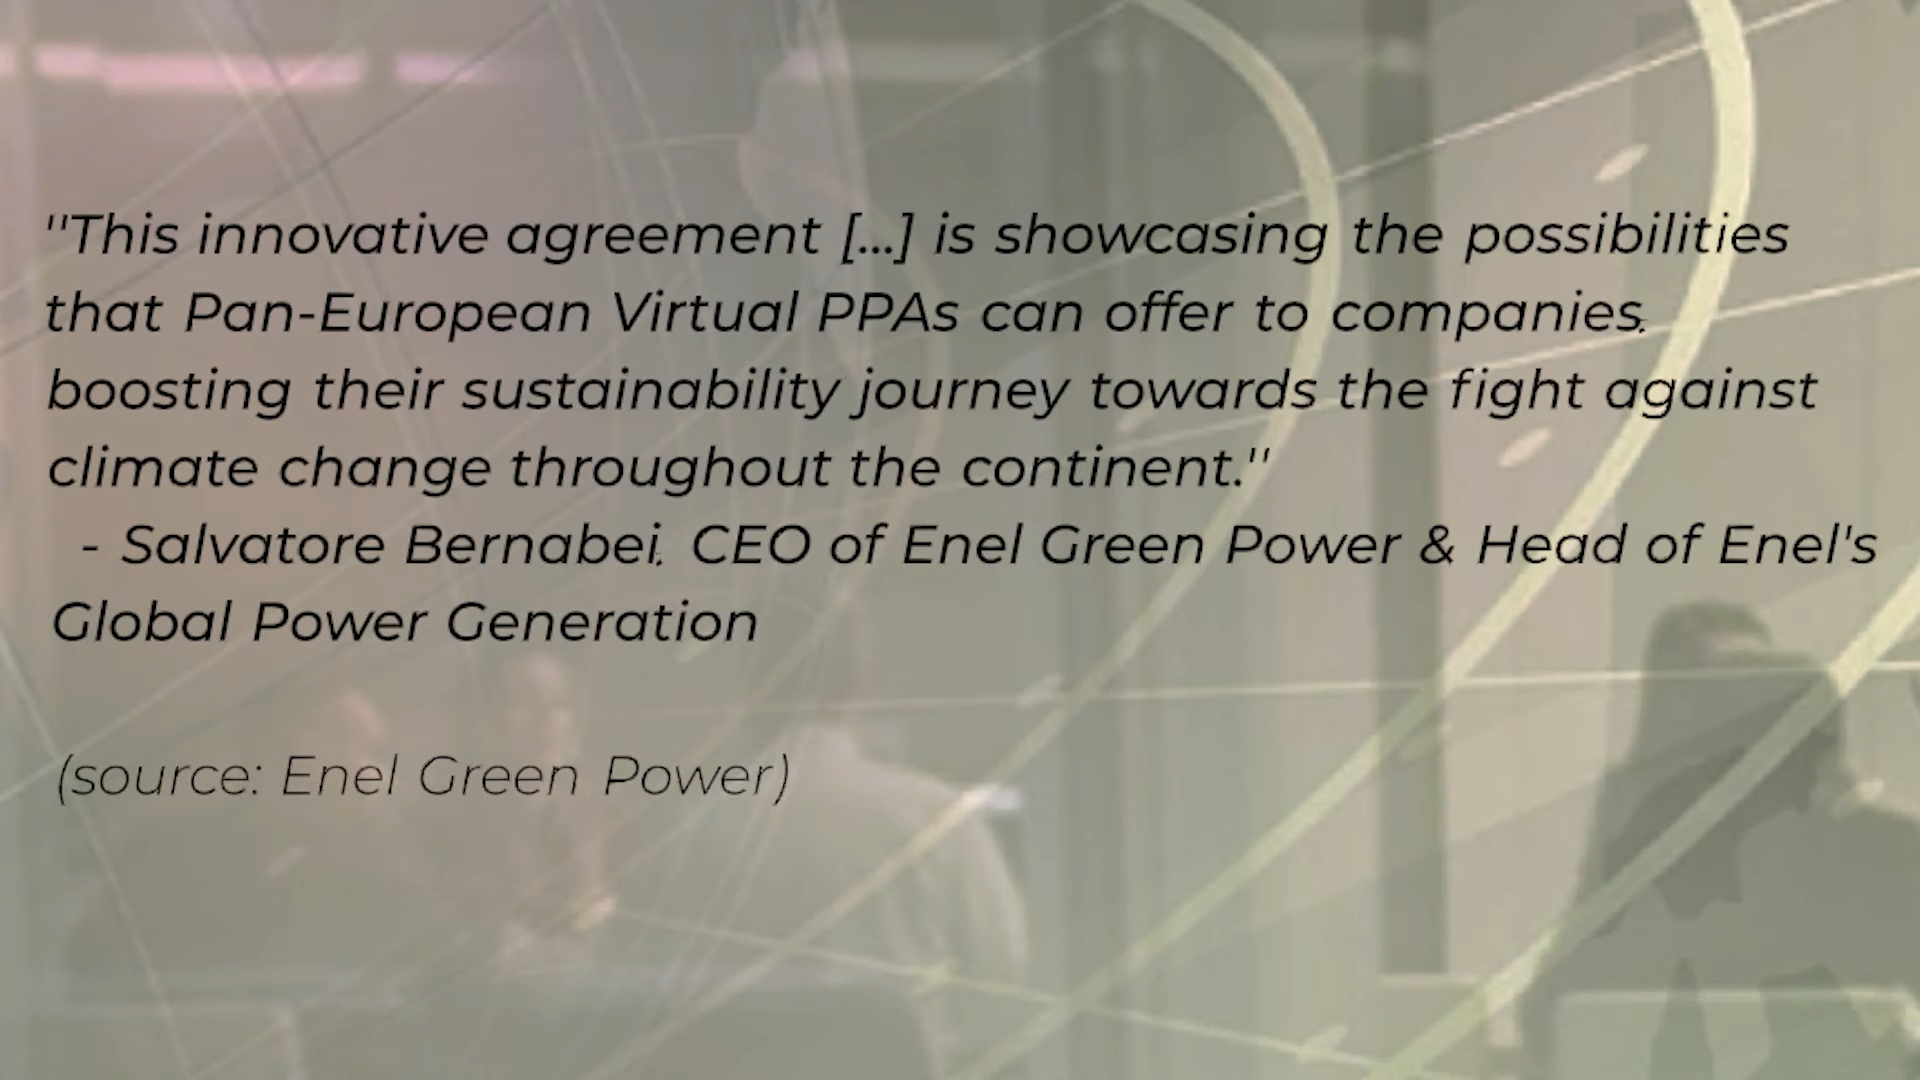 "This innovative agreement [...] is showcasing the possibilities
that Pan-European Virtual PPAs can offer to companies,
boosting their sustainability journey towards the fight against
climate change throughout the continent."
- Salvatore Bernabei, CEO of Enel Green Power & Head of Enel's
Global Power Generation
(source: Enel Green Power)